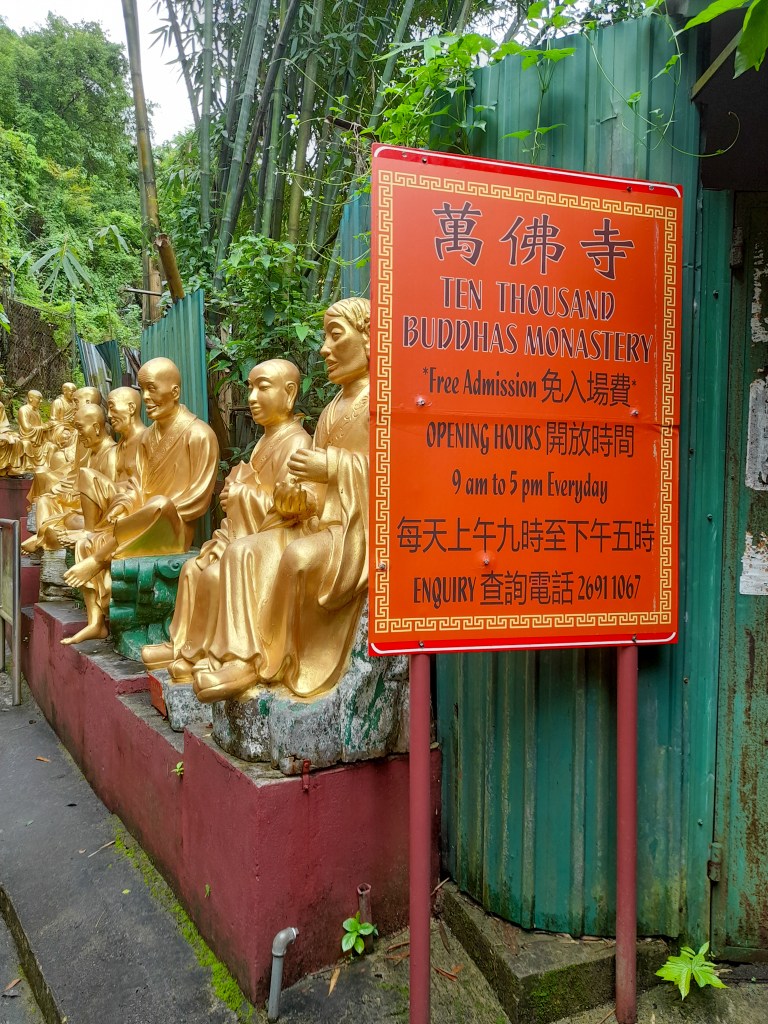 萬佛寺
TEN THOUSAND
BUDDHAS MONASTERY
*Free Admission 免入場費*
OPENING HOURS 開放時間
9 am to 5 pm Everyday
每天上午九時至下午五時
ENQUIRY 查詢電話 2691 1067